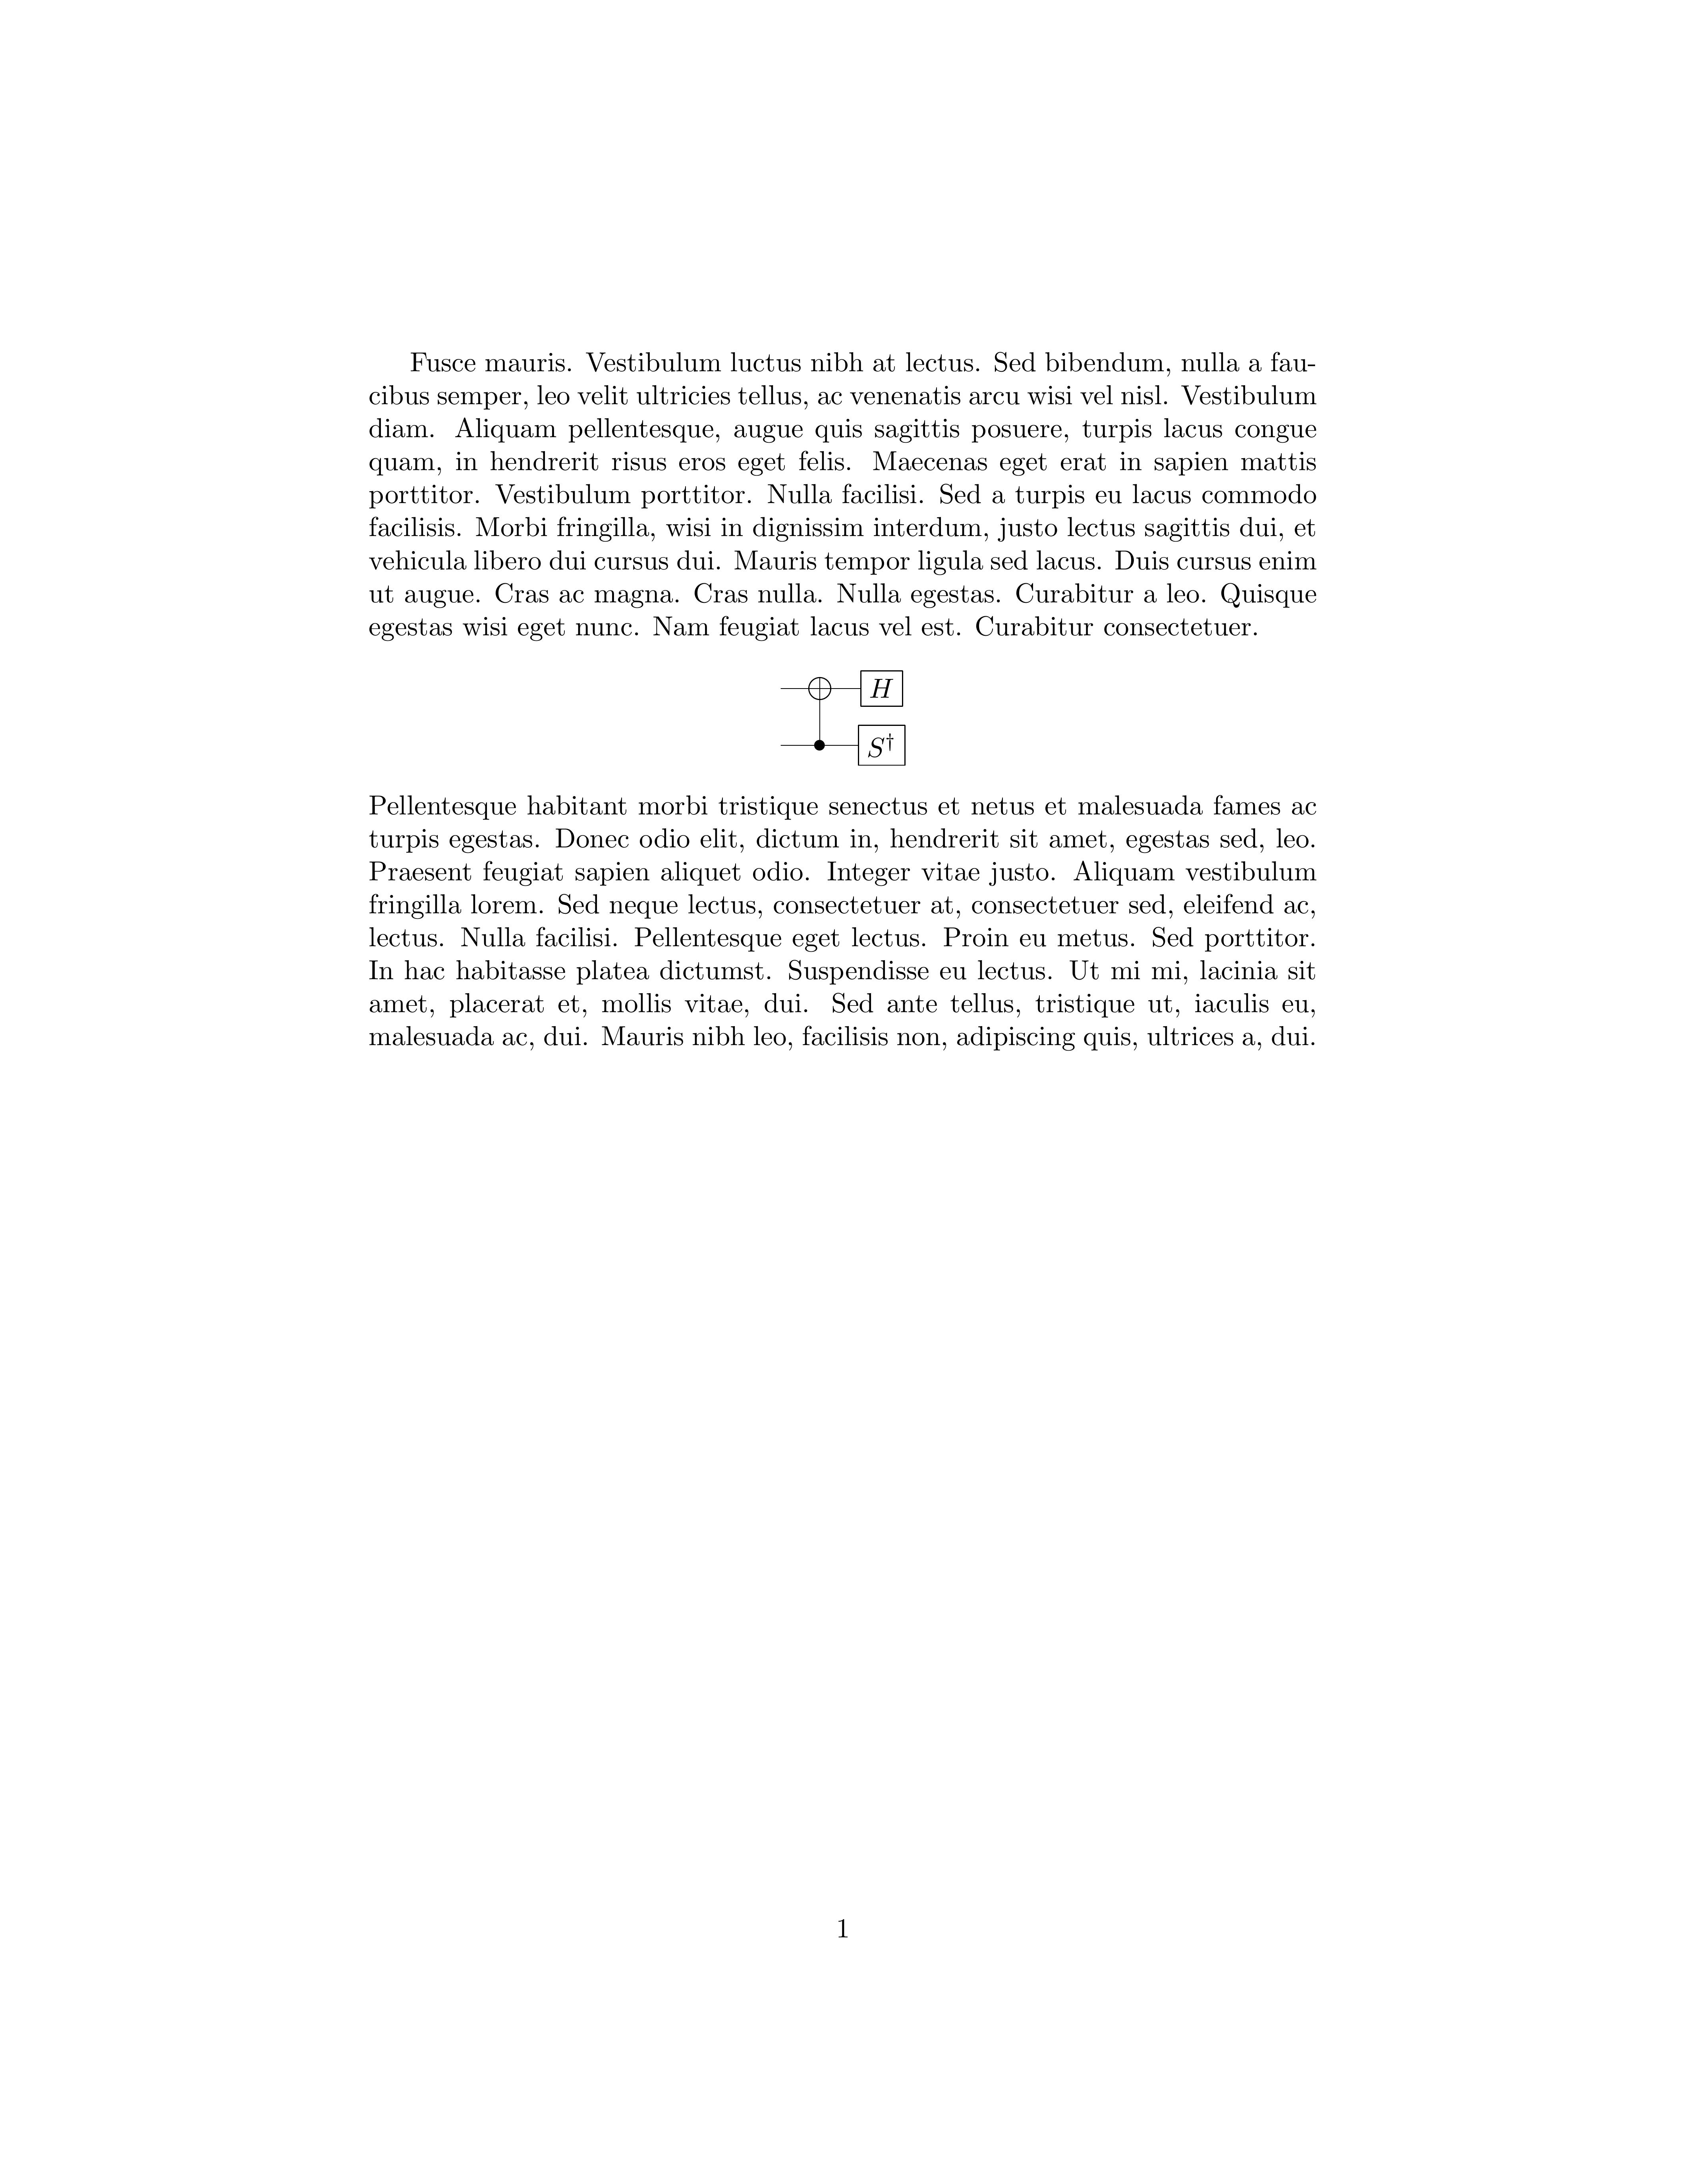 Fusce mauris. Vestibulum luctus nibh at lectus. Sed bibendum, nulla a fau-
cibus semper, leo velit ultricies tellus, ac venenatis arcu wisi vel nisl. Vestibulum
diam. Aliquam pellentesque, augue quis sagittis posuere, turpis lacus congue
quam, in hendrerit risus eros eget felis. Maecenas eget erat in sapien mattis
porttitor. Vestibulum porttitor. Nulla facilisi. Sed a turpis eu lacus commodo
facilisis. Morbi fringilla, wisi in dignissim interdum, justo lectus sagittis dui, et
vehicula libero dui cursus dui. Mauris tempor ligula sed lacus. Duis cursus enim
ut augue. Cras ac magna. Cras nulla. Nulla egestas. Curabitur a leo. Quisque
egestas wisi eget nunc. Nam feugiat lacus vel est. Curabitur consectetuer.
H
S†
Pellentesque habitant morbi tristique senectus et netus et malesuada fames ac
turpis egestas. Donec odio elit, dictum in, hendrerit sit amet, egestas sed, leo.
Praesent feugiat sapien aliquet odio. Integer vitae justo. Aliquam vestibulum
fringilla lorem. Sed neque lectus, consectetuer at, consectetuer sed, eleifend ac,
lectus. Nulla facilisi. Pellentesque eget lectus. Proin eu metus. Sed porttitor.
In hac habitasse platea dictumst. Suspendisse eu lectus. Ut mi mi, lacinia sit
amet, placerat et, mollis vitae, dui. Sed ante tellus, tristique ut, iaculis eu,
malesuada ac, dui. Mauris nibh leo, facilisis non, adipiscing quis, ultrices a, dui.
1